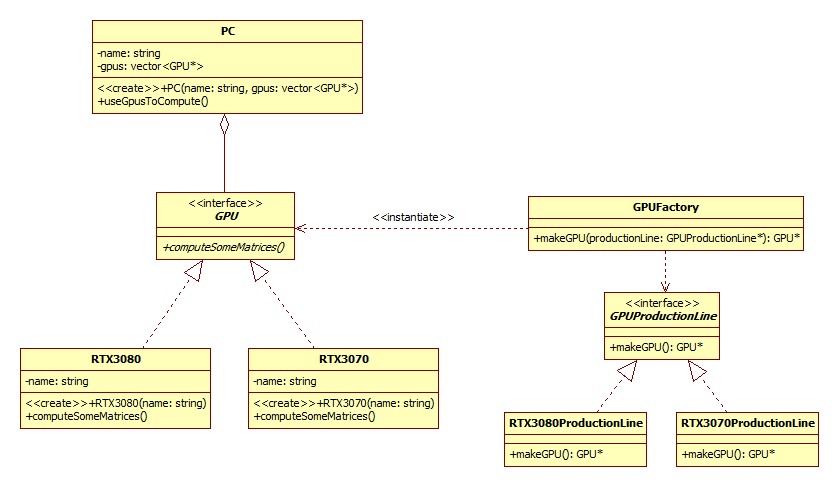 PC
-name: string
-gpus: vector<GPU*>
<<create>>+PC(name: string, gpus: vector<GPU*>)
+useGpusToCompute()
<<interface>>
GPU
+computeSomeMatrices()
<<instantiate>>
GPUFactory
+makeGPU(productionLine: GPUProductionLine*): GPU*
<<interface>>
GPUProductionLine
+makeGPU(): GPU*
RTX3080
-name: string
<<create>>+RTX3080(name: string)
+computeSomeMatrices()
RTX3070
-name: string
<<create>>+RTX3070(name: string)
+computeSomeMatrices()
RTX3080ProductionLine
+makeGPU(): GPU*
RTX3070ProductionLine
+makeGPU(): GPU*